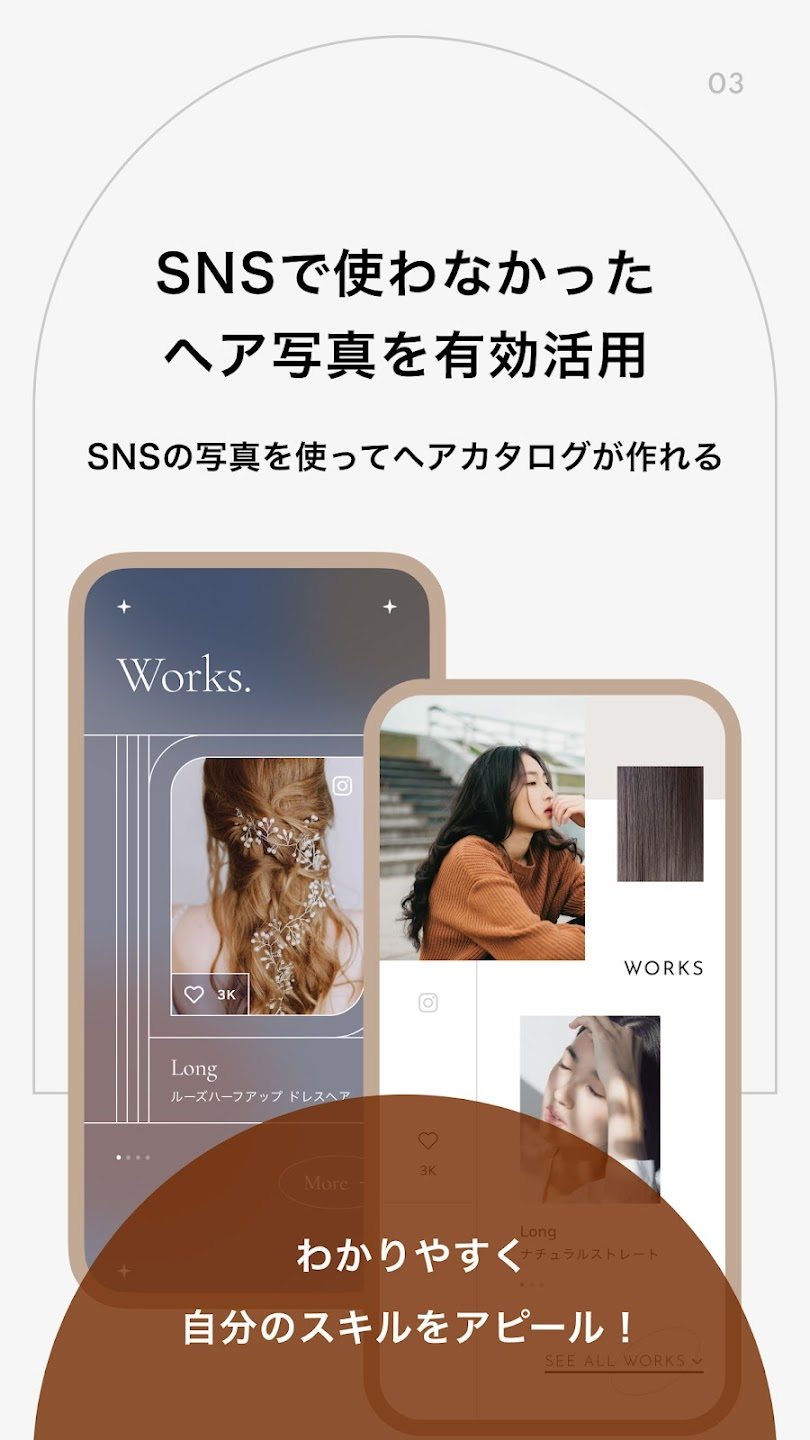 03
SNSで使わなかった
ヘア写真を有効活用
SNSの写真を使ってヘアカタログが作れる
Works.
3K
Long
ルーズハーフアップ ドレスヘア
More
WORKS
3K
Long
ナチュラルストレート
SEE ALL WORKS
わかりやすく
自分のスキルをアピール！